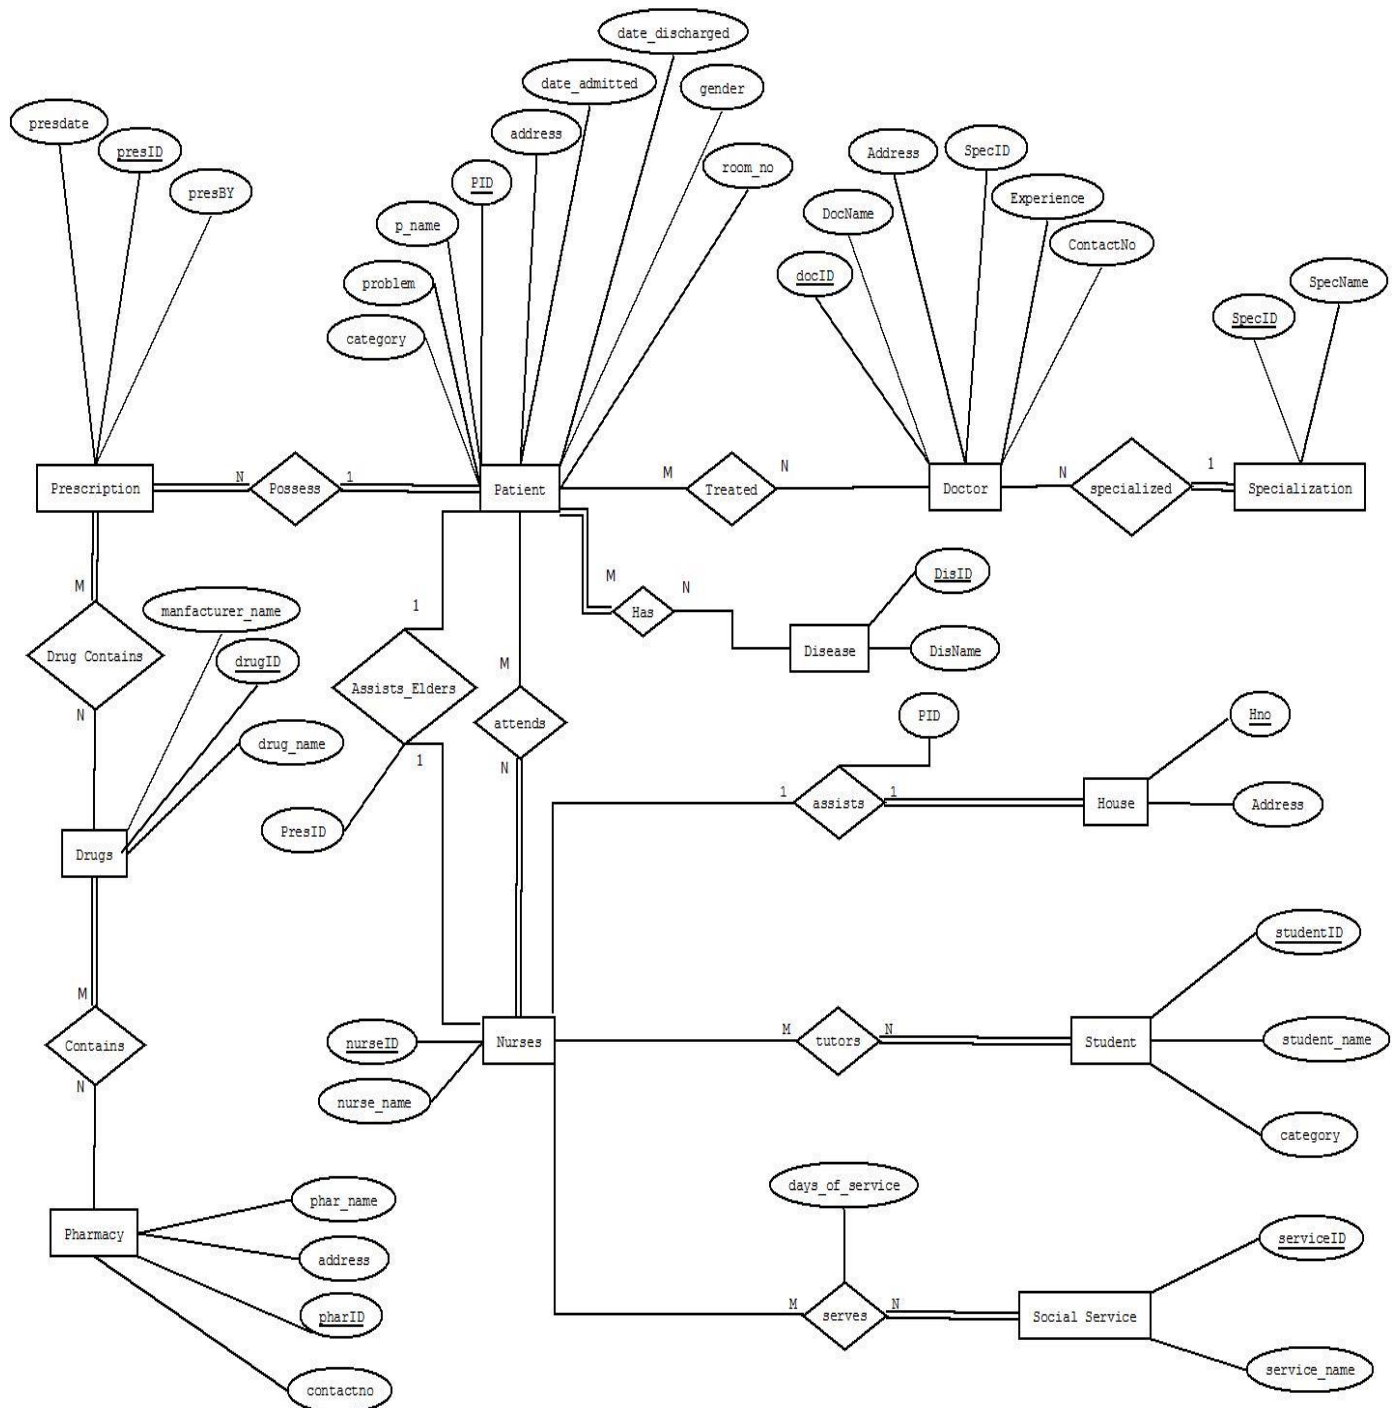 date_discharged
date_admitted
gender
presdate
address
presID
room_no
Address
SpecID
PID
presBY
Experience
p_name
DocName
ContactNo
docID
problem
SpecName
category
SpecID
Prescription
N
Possess
1
Patient
M
Treated
N
Doctor
N
specialized
1
Specialization
M
manfacturer_name
1
M
Has
N
DisID
Drug Contains
drugID
Disease
DisName
M
Assists_Elders
N
drug_name
attends
PID
Hno
1
N
PresID
1
assists
1
House
Address
Drugs
studentID
M
Contains
nurseID
Nurses
M
tutors
N
Student
student_name
N
nurse_name
category
phar_name
days_of_service
Pharmacy
serviceID
address
pharID
M
serves
N
Social Service
service_name
contactno